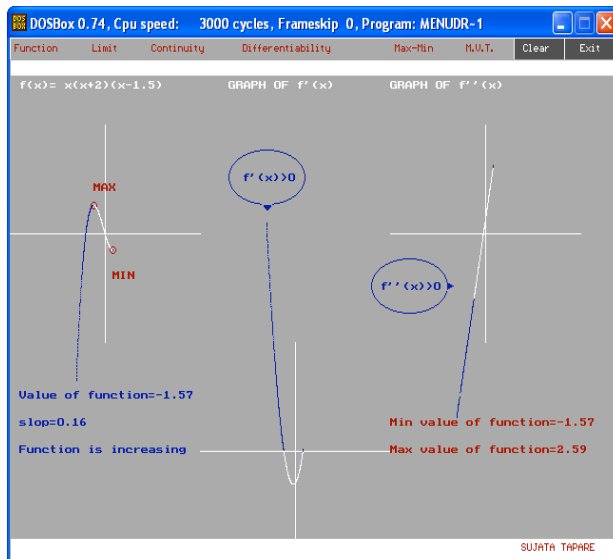 DOSBox 0.74, Cpu speed: 3000 cycles, Frameskip 0, Program: MENUDR~1
Function Limit Continuity Differentiability Max-Min M.V.T. Clear Exit
f(x)= x(x+2)(x-1.5) GRAPH OF f'(x) GRAPH OF f''(x)
f'(x)>0
MAX
MIN
f''(x)>0
Value of function=-1.57
slop=0.16
Function is increasing
Min value of function=-1.57
Max value of function=2.59
SUJATA TAPARE